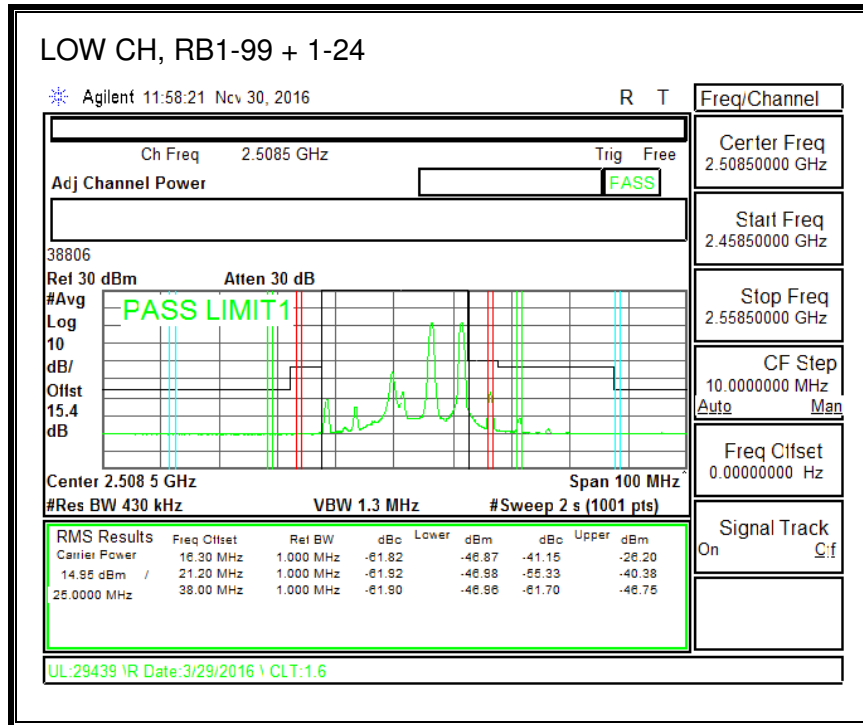 LOW CH, RB1-99 + 1-24
Agilent 11:58:21 Nov 30, 2016 R T
Freq/Channel
Ch Freq 2.5085 GHz Trig Free
Adj Channel Power PASS
Center Freq
2.50850000 GHz
Start Freq
2.45850000 GHz
Stop Freq
2.55850000 GHz
CF Step
10.0000000 MHz
Auto Man
Freq Offset
0.00000000 Hz
Signal Track
On Off
38806
Ref 30 dBm Atten 30 dB
#Avg
Log
10
dB/
Offst
15.4
dB
PASS LIMIT1
Center 2.508 5 GHz Span 100 MHz^
#Res BW 430 kHz VBW 1.3 MHz #Sweep 2 s (1001 pts)
RMS Results Freq Offset Ref BW dBc Lower dBm dBc Upper dBm
Carrier Power 16.30 MHz 1.000 MHz -61.82 -46.87 -41.15 -26.20
14.95 dBm / 21.20 MHz 1.000 MHz -61.92 -46.98 -55.33 -40.38
25.0000 MHz 38.00 MHz 1.000 MHz -61.90 -46.96 -61.70 -46.75
UL:29439 \R Date:3/29/2016 \ CLT:1.6